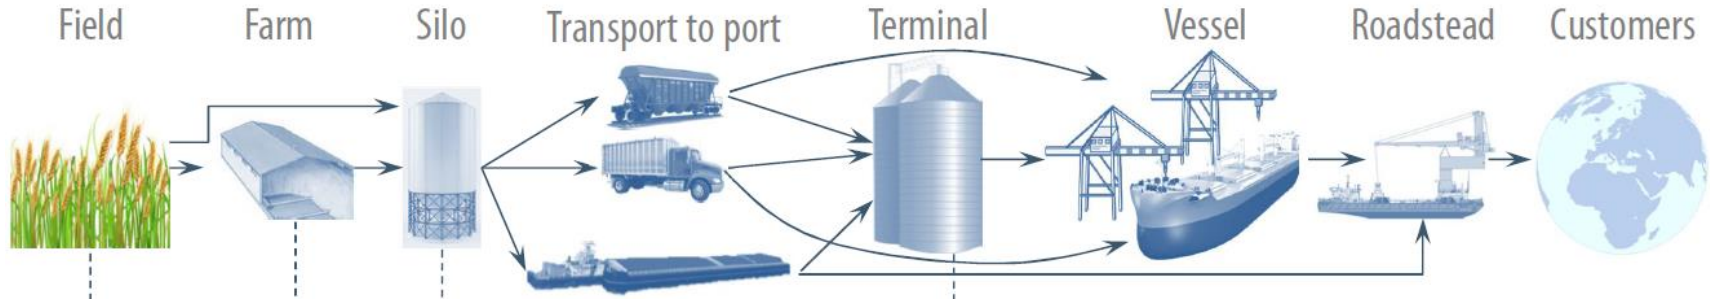 Field
Farm
Silo
Transport to port
Terminal
Vessel
Roadstead
Customers